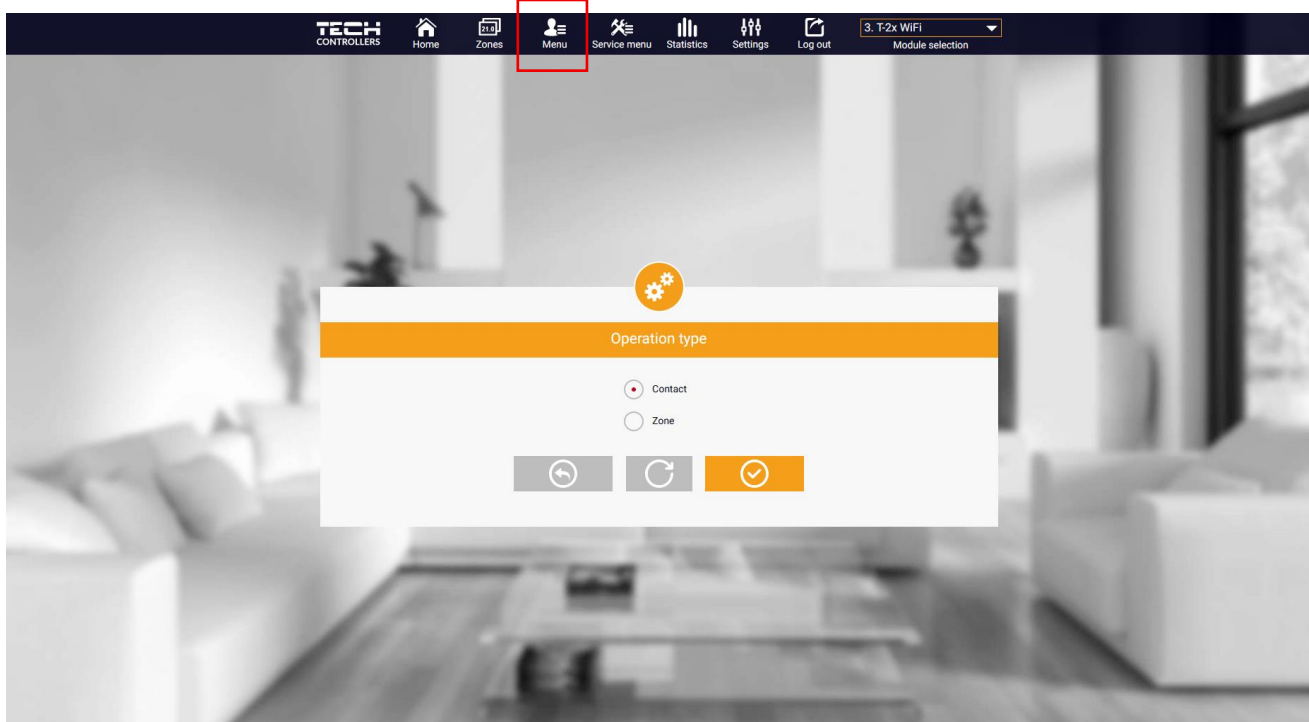 TECH
CONTROLLERS
Home
21.0
Zones
Menu
Service menu
Statistics
Settings
Log out
3. T-2x WiFi
Module selection
Operation type
Contact
Zone